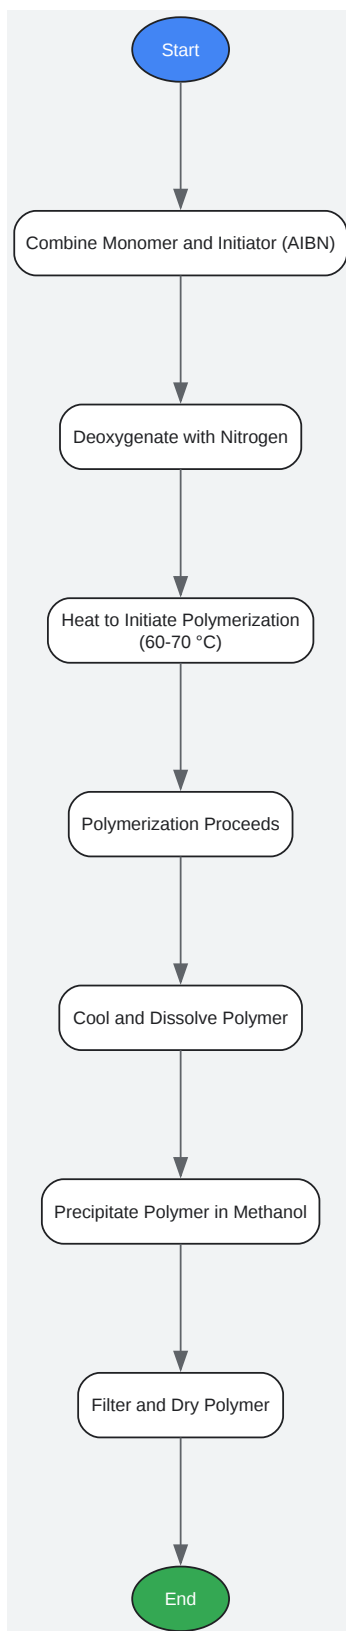 Start
Combine Monomer and Initiator (AIBN)
Deoxygenate with Nitrogen
Heat to Initiate Polymerization
(60-70 °C)
Polymerization Proceeds
Cool and Dissolve Polymer
Precipitate Polymer in Methanol
Filter and Dry Polymer
End